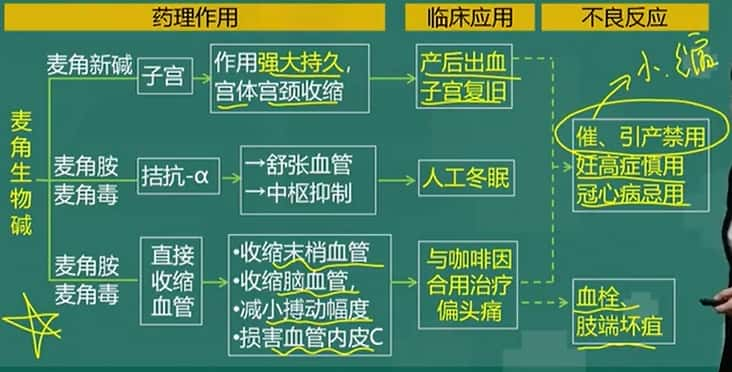 药理作用
临床应用
不良反应
麦角生物碱
麦角新碱
子宫
作用强大持久，
宫体宫颈收缩
产后出血
子宫复旧
小.缩
催、引产禁用
妊高症慎用
冠心病忌用
麦角胺
麦角毒
拮抗-α
→舒张血管
→中枢抑制
人工冬眠
麦角胺
麦角毒
直接
收缩
血管
•收缩末梢血管
•收缩脑血管，
•减小搏动幅度
•损害血管内皮C
与咖啡因
合用治疗
偏头痛
血栓、
肢端坏疽